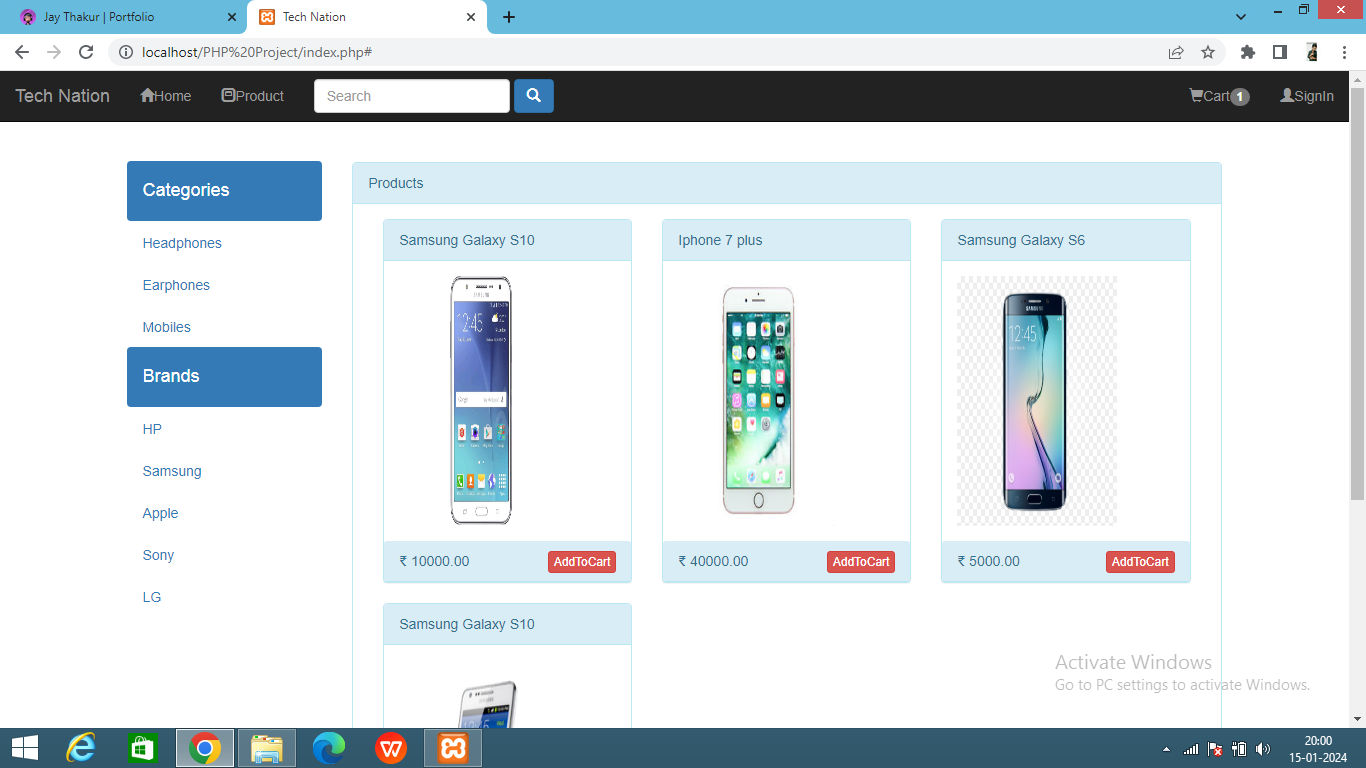 Jay Thakur | Portfolio
Tech Nation
localhost/PHP%20Project/index.php#
Tech Nation Home Product Search Cart 1 SignIn
Categories
Headphones
Earphones
Mobiles
Brands
HP
Samsung
Apple
Sony
LG
Products
Samsung Galaxy S10
₹ 10000.00 AddToCart
Iphone 7 plus
₹ 40000.00 AddToCart
Samsung Galaxy S6
SAMSUNG
12:45
₹ 5000.00 AddToCart
Samsung Galaxy S10
Activate Windows
Go to PC settings to activate Windows.
20:00
15-01-2024